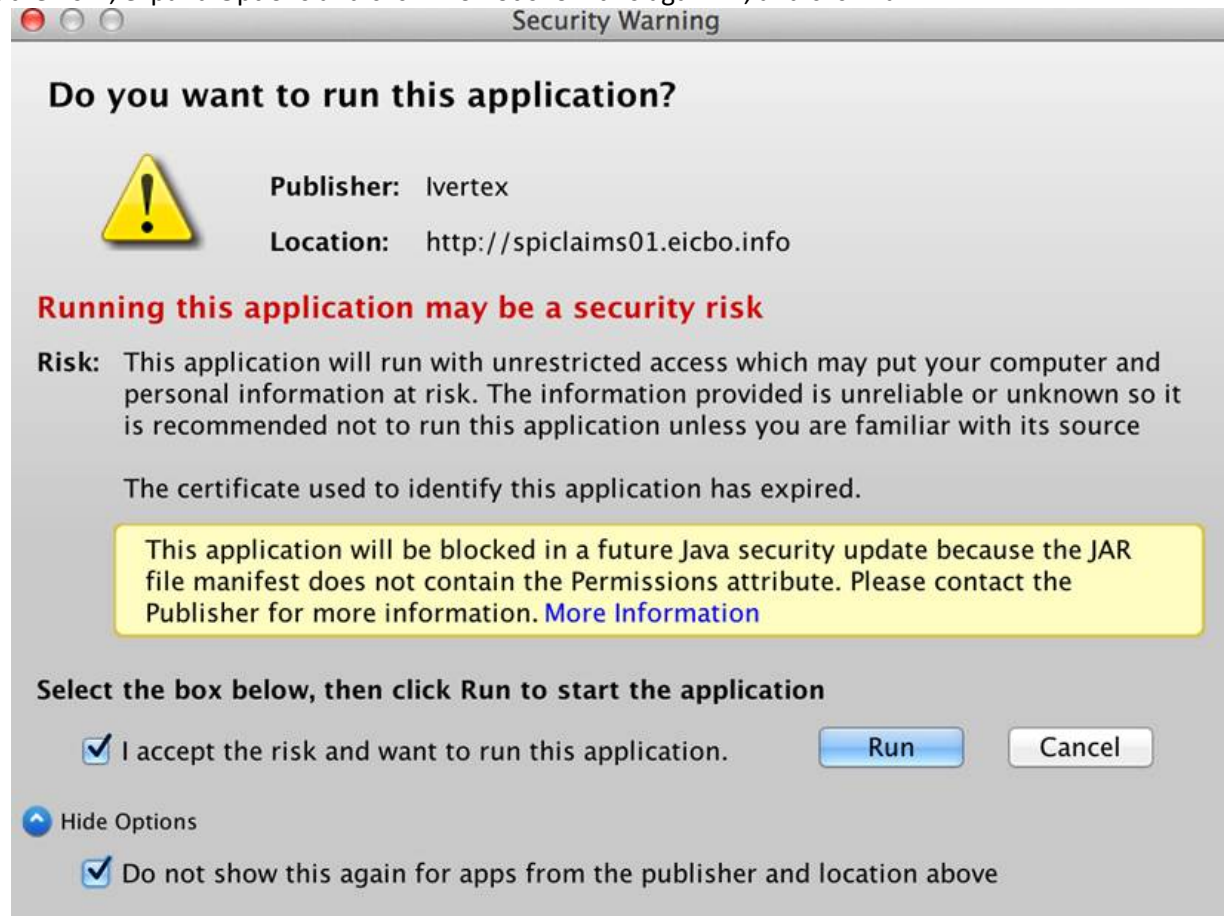 Security Warning
Do you want to run this application?
Publisher: Ivertex
Location: http://spiclaims01.eicbo.info
Running this application may be a security risk
Risk: This application will run with unrestricted access which may put your computer and
personal information at risk. The information provided is unreliable or unknown so it
is recommended not to run this application unless you are familiar with its source
The certificate used to identify this application has expired.
This application will be blocked in a future Java security update because the JAR
file manifest does not contain the Permissions attribute. Please contact the
Publisher for more information. More Information
Select the box below, then click Run to start the application
I accept the risk and want to run this application. Run Cancel
Hide Options
Do not show this again for apps from the publisher and location above